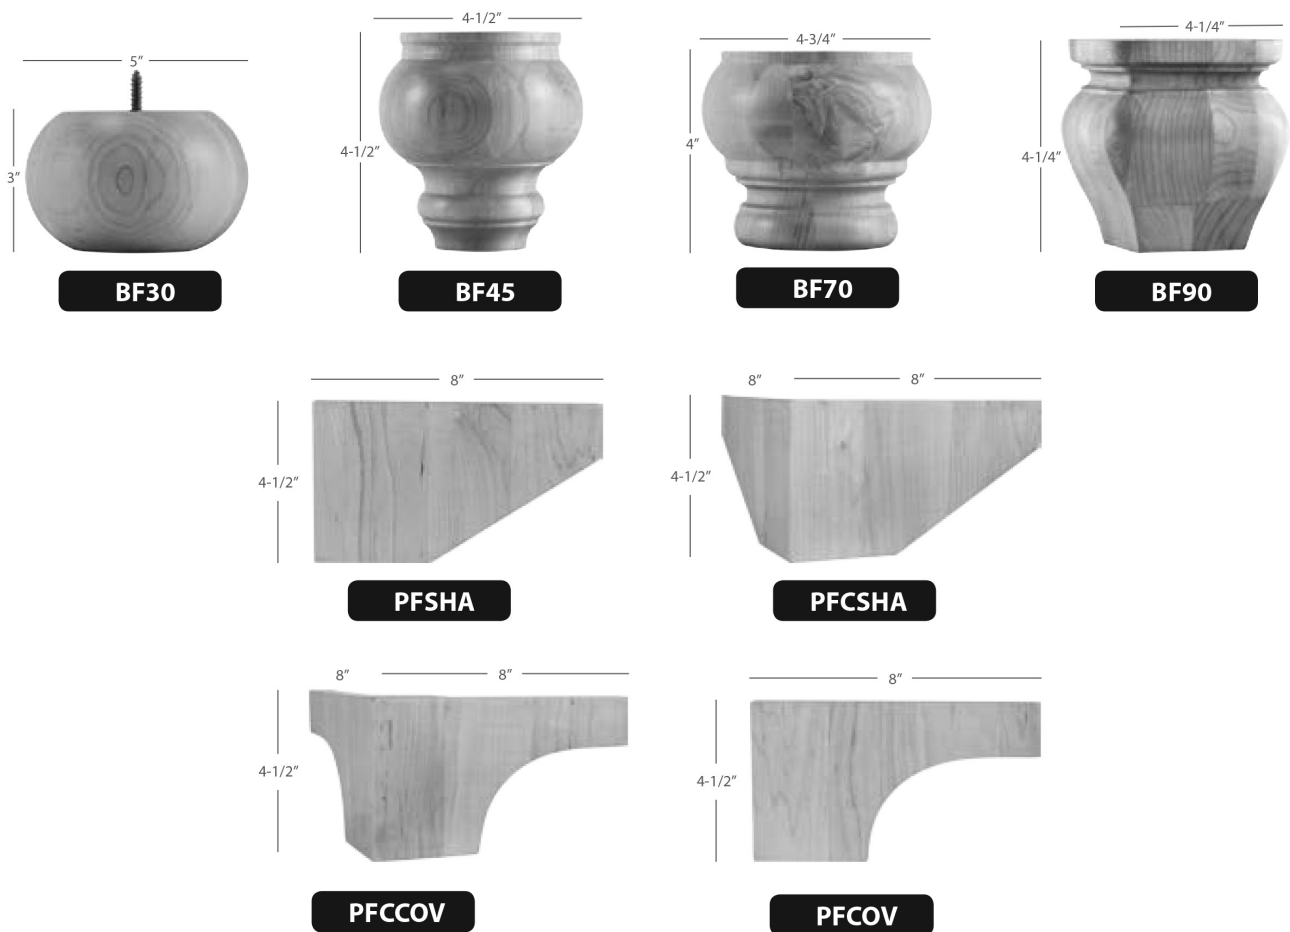 5”
3”
BF30
4-1/2”
4-1/2”
BF45
4-3/4”
4”
BF70
4-1/4”
4-1/4”
BF90
8”
4-1/2”
PFSHA
8” 8”
4-1/2”
PFCSHA
8” 8”
4-1/2”
PFCCOV
8”
4-1/2”
PFCOV